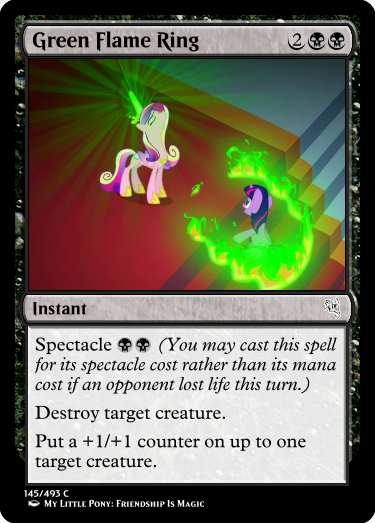 Green Flame Ring 2
Instant
Spectacle (You may cast this spell
for its spectacle cost rather than its mana
cost if an opponent lost life this turn.)
Destroy target creature.
Put a +1/+1 counter on up to one
target creature.
145/493 C
My Little Pony: Friendship Is Magic